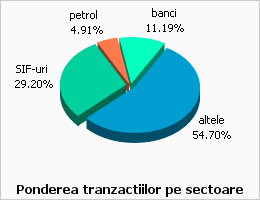 petrol
4.91%
banci
11.19%
SIF-uri
29.20%
altele
54.70%
Ponderea tranzactiilor pe sectoare